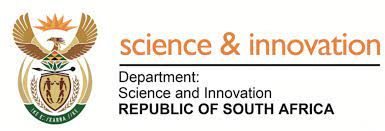 science & innovation
Department:
Science and Innovation
REPUBLIC OF SOUTH AFRICA